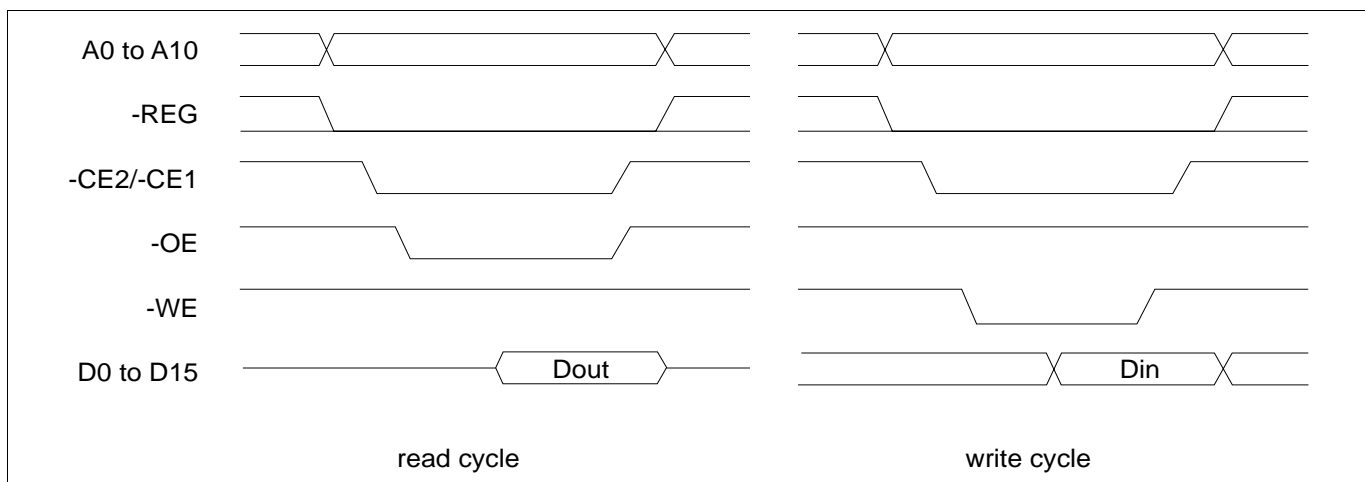 A0 to A10
-REG
-CE2/-CE1
-OE
-WE
D0 to D15
Dout
Din
read cycle
write cycle